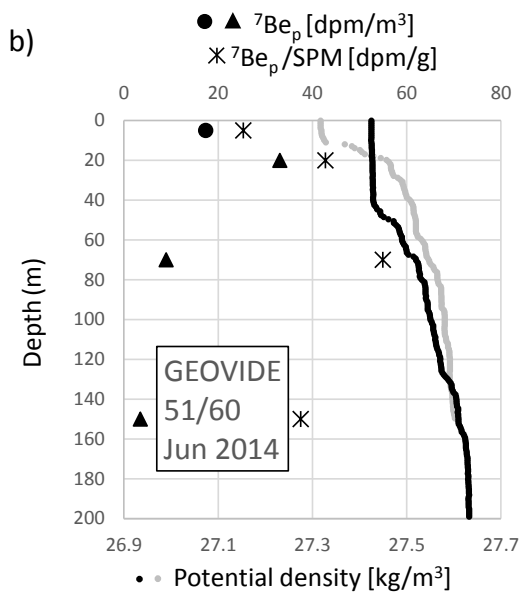 b)
● ▲ ⁷Beₚ [dpm/m³]
⁷Beₚ/SPM [dpm/g]
0 20 40 60 80
0
20
40
60
80
100
120
140
160
180
200
Depth (m)
GEOVIDE
51/60
Jun 2014
26.9 27.1 27.3 27.5 27.7
Potential density [kg/m³]